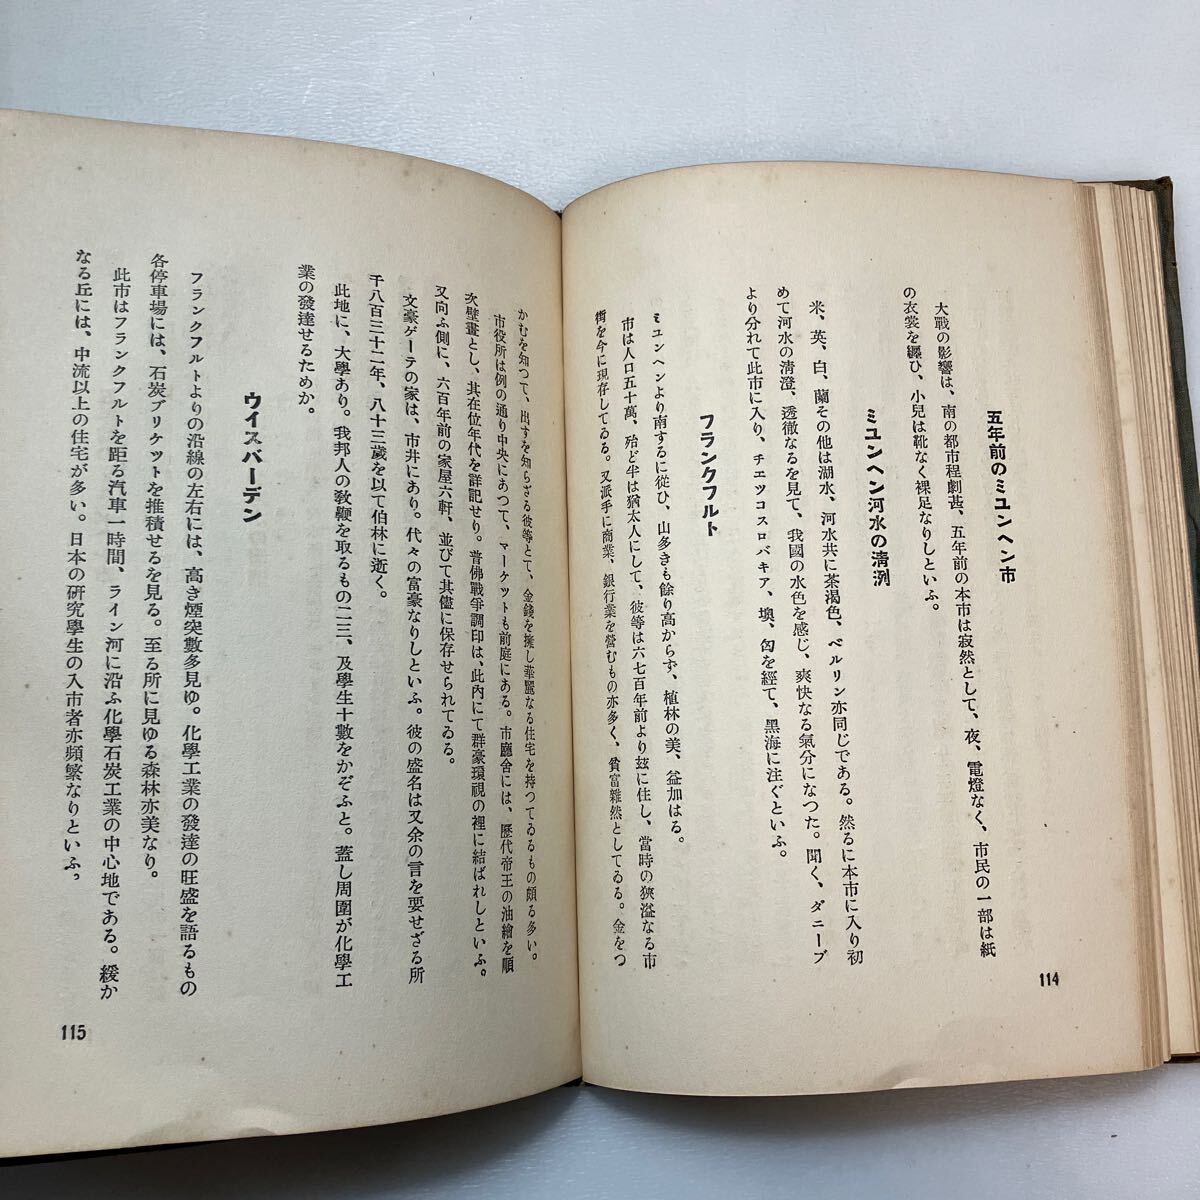 五年前のミユンヘン市
大戰の影響は、南の都市程劇甚、五年前の本市は寂然として、夜、電燈なく、市民の一部は紙
の衣裳を纒ひ、小兒は靴なく裸足なりしといふ。
ミユンヘン河水の清洌
米、英、白、蘭その他は湖水、河水共に茶渇色、ベルリン亦同じである。然るに本市に入り初
めて河水の清澄、透徹なるを見て、我國の水色を感じ、爽快なる氣分になつた。聞く、ダニーブ
より分れて此市に入り、チエツコスロバキア、墺、匈を經て、黑海に注ぐといふ。
フランクフルト
ミユンヘンより南するに從ひ、山多きも餘り高からず、植林の美、益加はる。
市は人口五十萬、殆ど半は猶太人にして、彼等は六七百年前より玆に住し、當時の狹溢なる市
街を今に現存してゐる。又派手に商業、銀行業を營むもの亦多く、貧富雜然としてゐる。金をつ
114
かむを知つて、出すを知らざる彼等とて、金錢を擁し華麗なる住宅を持つてゐるもの頗る多い。
市役所は例の通り中央にあつて、マーケツトも前庭にある。市廳舍には、歷代帝王の油繪を順
次壁畫とし、其在位年代を詳記せり。普佛戰爭調印は、此內にて群豪環視の裡に結ばれしといふ。
又向ふ側に、六百年前の家屋六軒、並びて其儘に保存せられてゐる。
文豪ゲーテの家は、市井にあり。代々の富豪なりしといふ。彼の盛名は又余の言を要せざる所
千八百三十二年、八十三歲を以て伯林に逝く。
此地に、大學あり。我邦人の敎鞭を取るもの二三、及學生十數をかぞふと。蓋し周圍が化學工
業の發達せるためか。
ウイスバーデン
フランクフルトよりの沿線の左右には、高き煙突數多見ゆ。化學工業の發達の旺盛を語るもの
各停車場には、石炭ブリケツトを推積せるを見る。至る所に見ゆる森林亦美なり。
此市はフランクフルトを距る汽車一時間、ライン河に沿ふ化學石炭工業の中心地である。緩か
なる丘には、中流以上の住宅が多い。日本の硏究學生の入市者亦頻繁なりといふ。
115